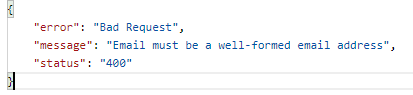 {
    "error": "Bad Request",
    "message": "Email must be a well-formed email address",
    "status": "400"
}